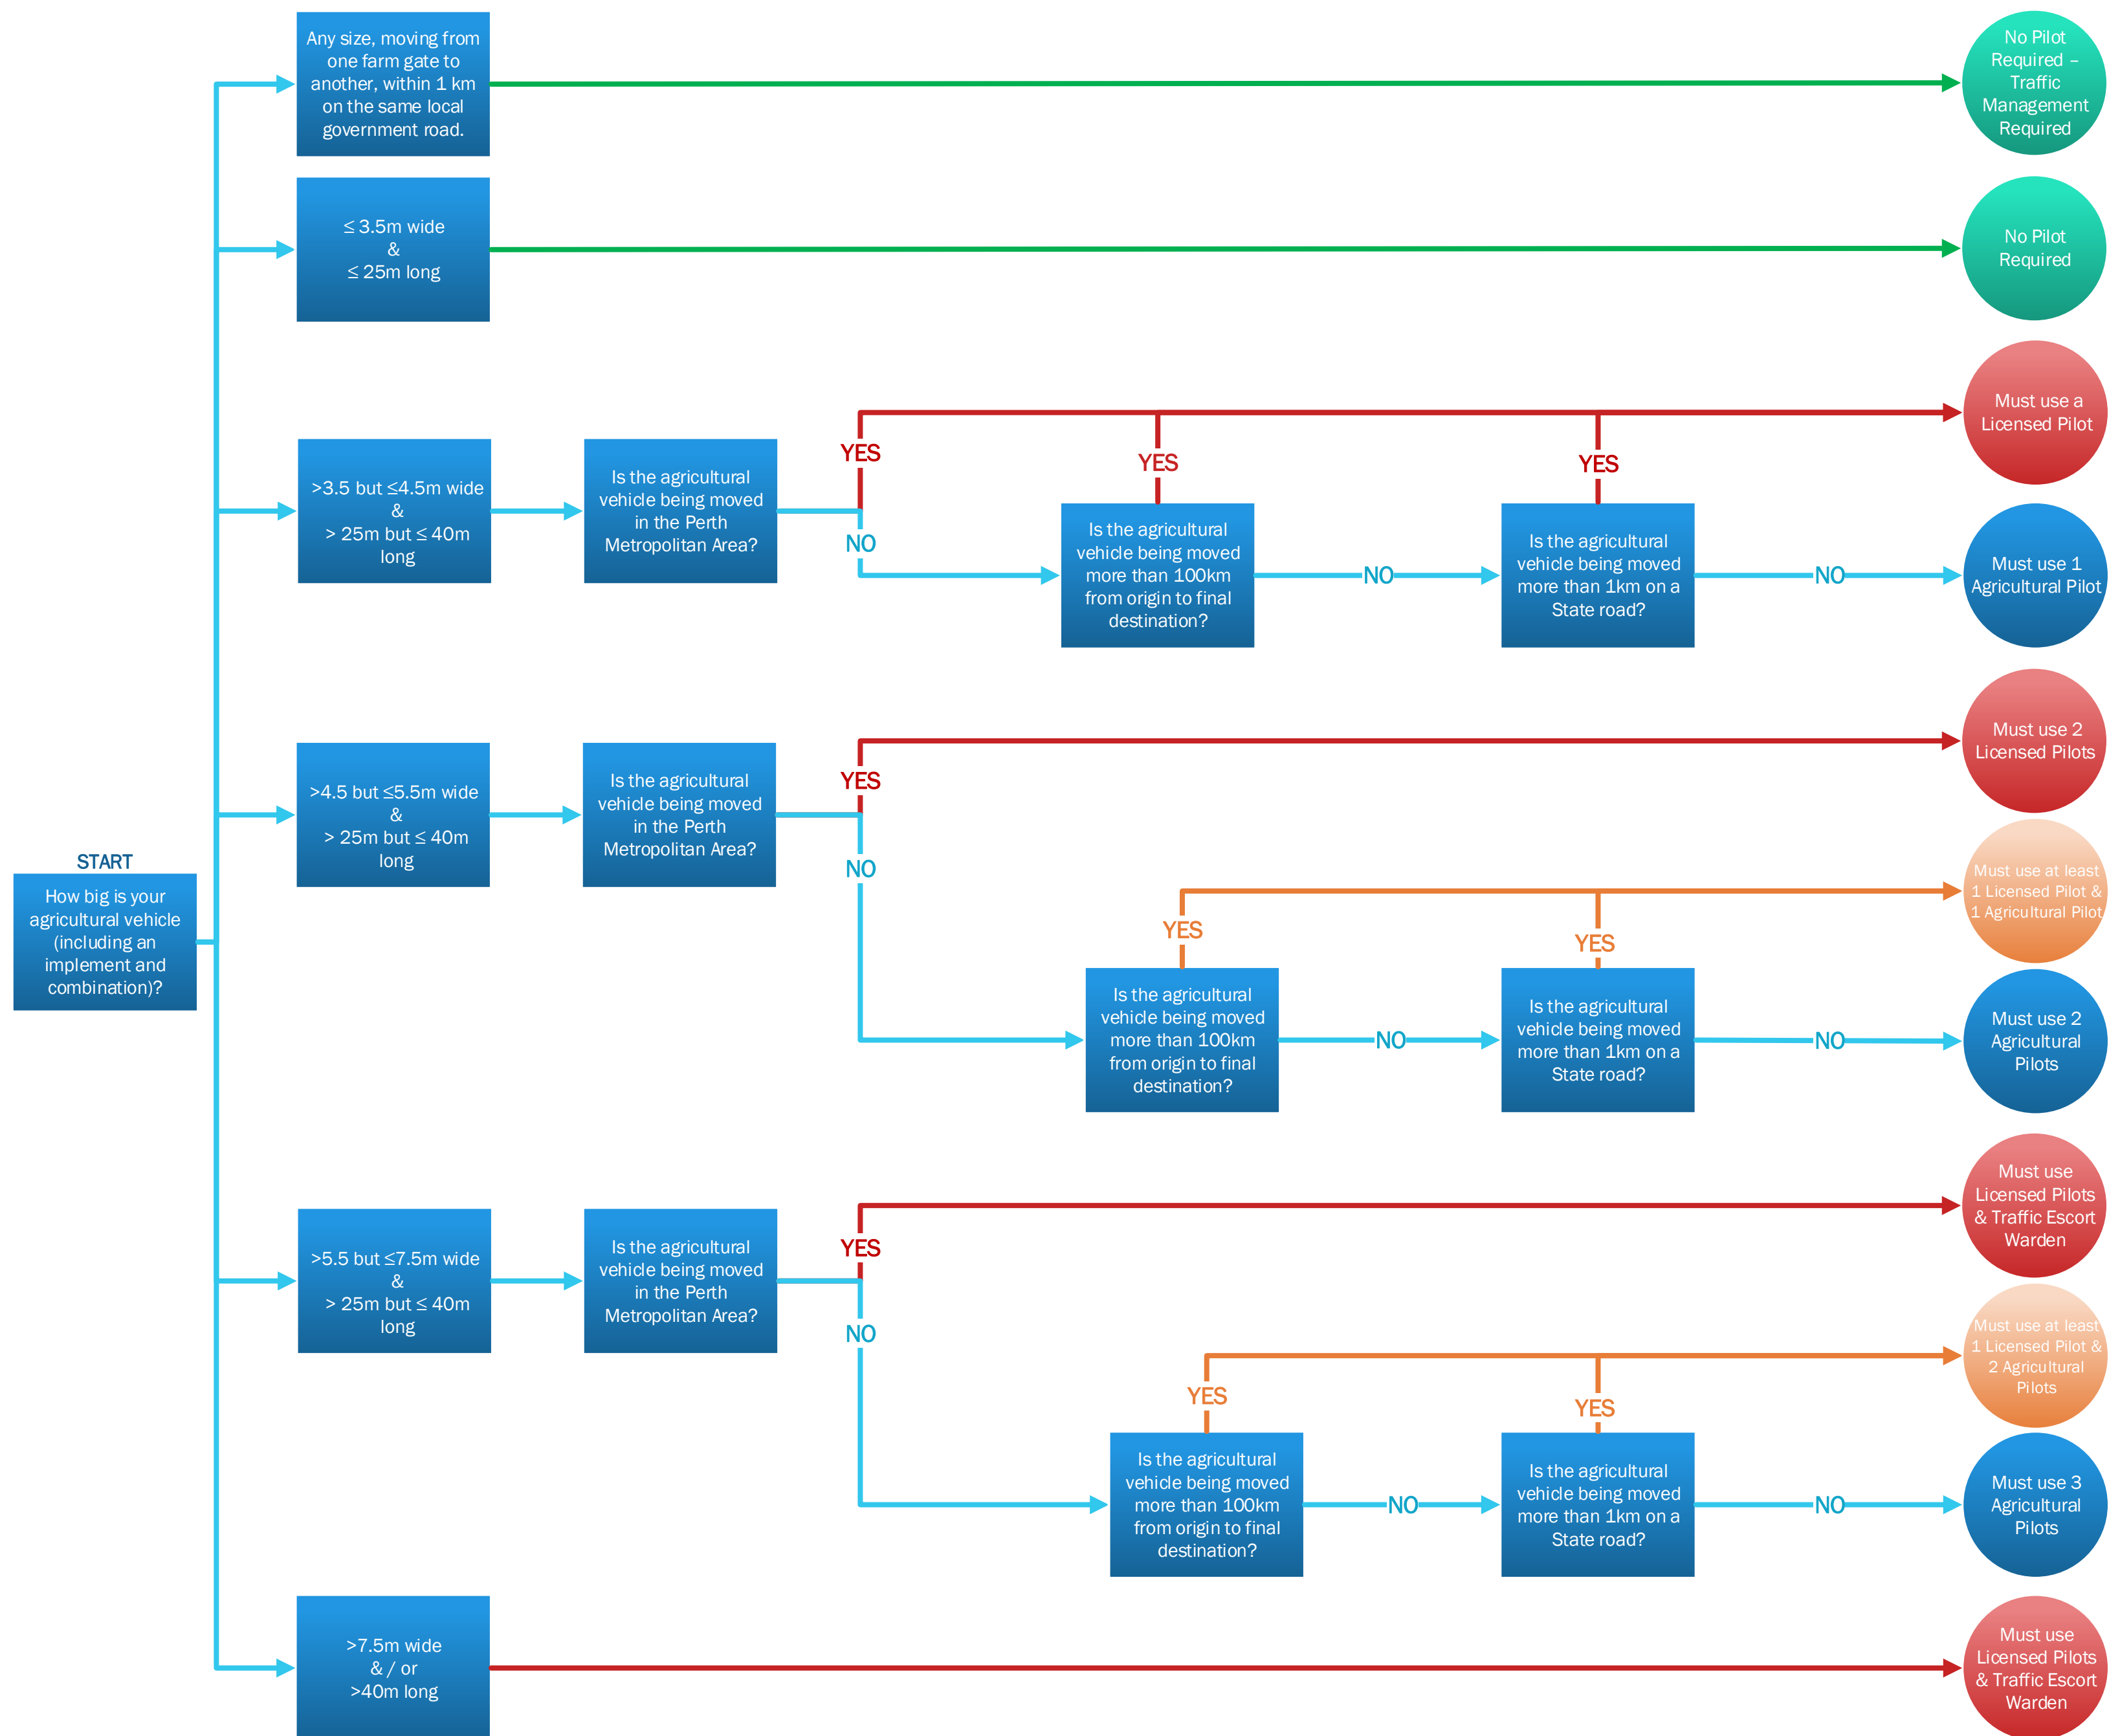 START
How big is your
agricultural vehicle
(including an
implement and
combination)?
Any size, moving from
one farm gate to
another, within 1 km
on the same local
government road.
No Pilot
Required –
Traffic
Management
Required
≤ 3.5m wide
&
≤ 25m long
No Pilot
Required
>3.5 but ≤4.5m wide
&
> 25m but ≤ 40m
long
Is the agricultural
vehicle being moved
in the Perth
Metropolitan Area?
YES
NO
Is the agricultural
vehicle being moved
more than 100km
from origin to final
destination?
YES
NO
Is the agricultural
vehicle being moved
more than 1km on a
State road?
YES
NO
Must use a
Licensed Pilot
Must use 1
Agricultural Pilot
>4.5 but ≤5.5m wide
&
> 25m but ≤ 40m
long
Is the agricultural
vehicle being moved
in the Perth
Metropolitan Area?
YES
NO
Is the agricultural
vehicle being moved
more than 100km
from origin to final
destination?
YES
NO
Is the agricultural
vehicle being moved
more than 1km on a
State road?
YES
NO
Must use 2
Licensed Pilots
Must use at least
1 Licensed Pilot &
1 Agricultural Pilot
Must use 2
Agricultural
Pilots
>5.5 but ≤7.5m wide
&
> 25m but ≤ 40m
long
Is the agricultural
vehicle being moved
in the Perth
Metropolitan Area?
YES
NO
Is the agricultural
vehicle being moved
more than 100km
from origin to final
destination?
YES
NO
Is the agricultural
vehicle being moved
more than 1km on a
State road?
YES
NO
Must use
Licensed Pilots
& Traffic Escort
Warden
Must use at least
1 Licensed Pilot &
2 Agricultural
Pilots
Must use 3
Agricultural
Pilots
>7.5m wide
& / or
>40m long
Must use
Licensed Pilots
& Traffic Escort
Warden